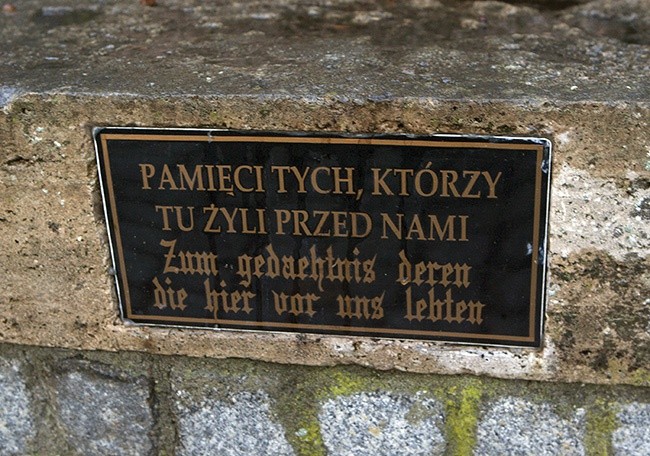 PAMIĘCI TYCH, KTÓRZY
TU ŻYLI PRZED NAMI
Zum gedaehtnis deren
die hier vor uns lebten